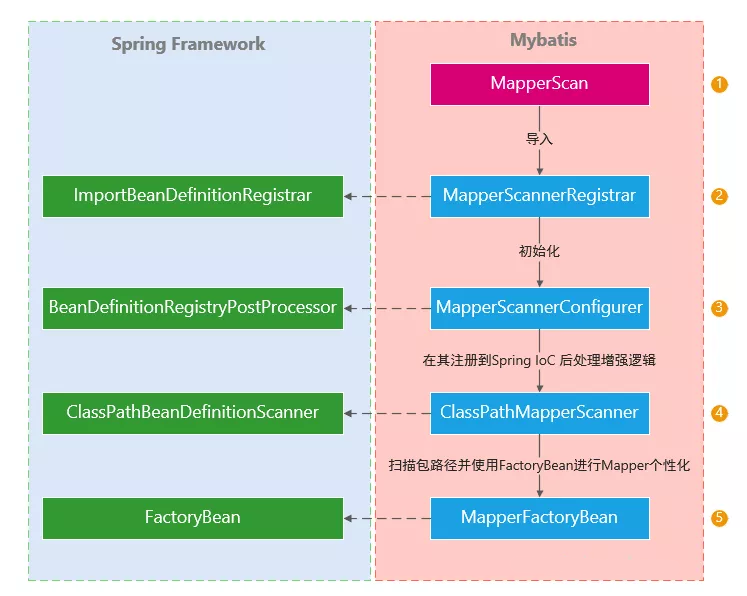 Spring Framework
Mybatis
MapperScan
1
导入
ImportBeanDefinitionRegistrar
MapperScannerRegistrar
2
初始化
BeanDefinitionRegistryPostProcessor
MapperScannerConfigurer
3
在其注册到Spring IoC 后处理增强逻辑
ClassPathBeanDefinitionScanner
ClassPathMapperScanner
4
扫描包路径并使用FactoryBean进行Mapper个性化
FactoryBean
MapperFactoryBean
5